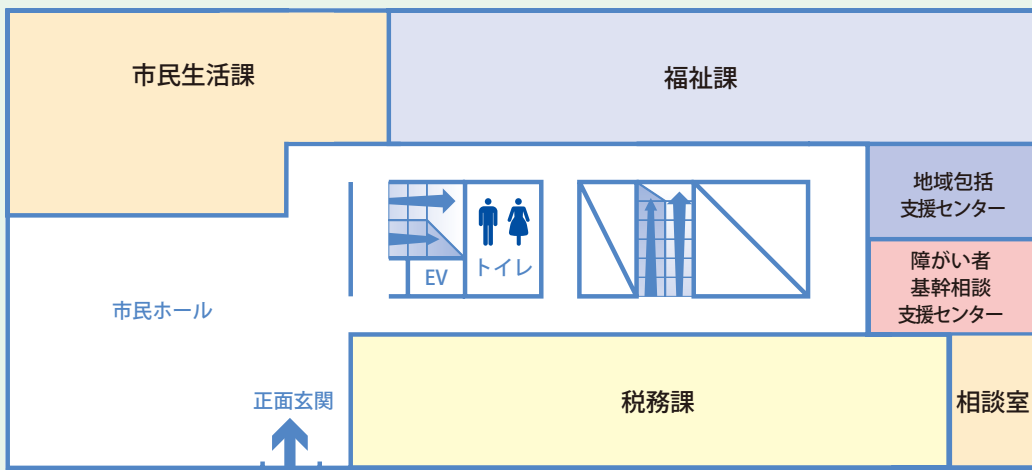 市民生活課
福祉課
地域包括
支援センター
障がい者
基幹相談
支援センター
トイレ
EV
市民ホール
正面玄関
税務課
相談室